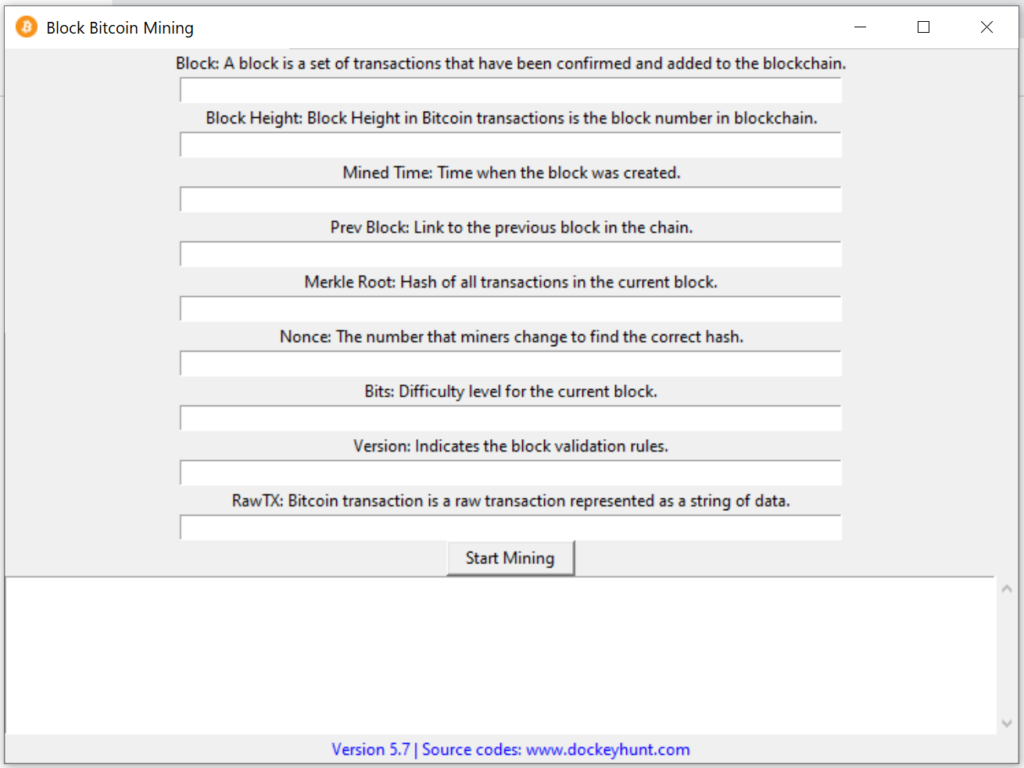 Block Bitcoin Mining
Block: A block is a set of transactions that have been confirmed and added to the blockchain.
Block Height: Block Height in Bitcoin transactions is the block number in blockchain.
Mined Time: Time when the block was created.
Prev Block: Link to the previous block in the chain.
Merkle Root: Hash of all transactions in the current block.
Nonce: The number that miners change to find the correct hash.
Bits: Difficulty level for the current block.
Version: Indicates the block validation rules.
RawTX: Bitcoin transaction is a raw transaction represented as a string of data.
Start Mining
Version 5.7 | Source codes: www.dockeyhunt.com